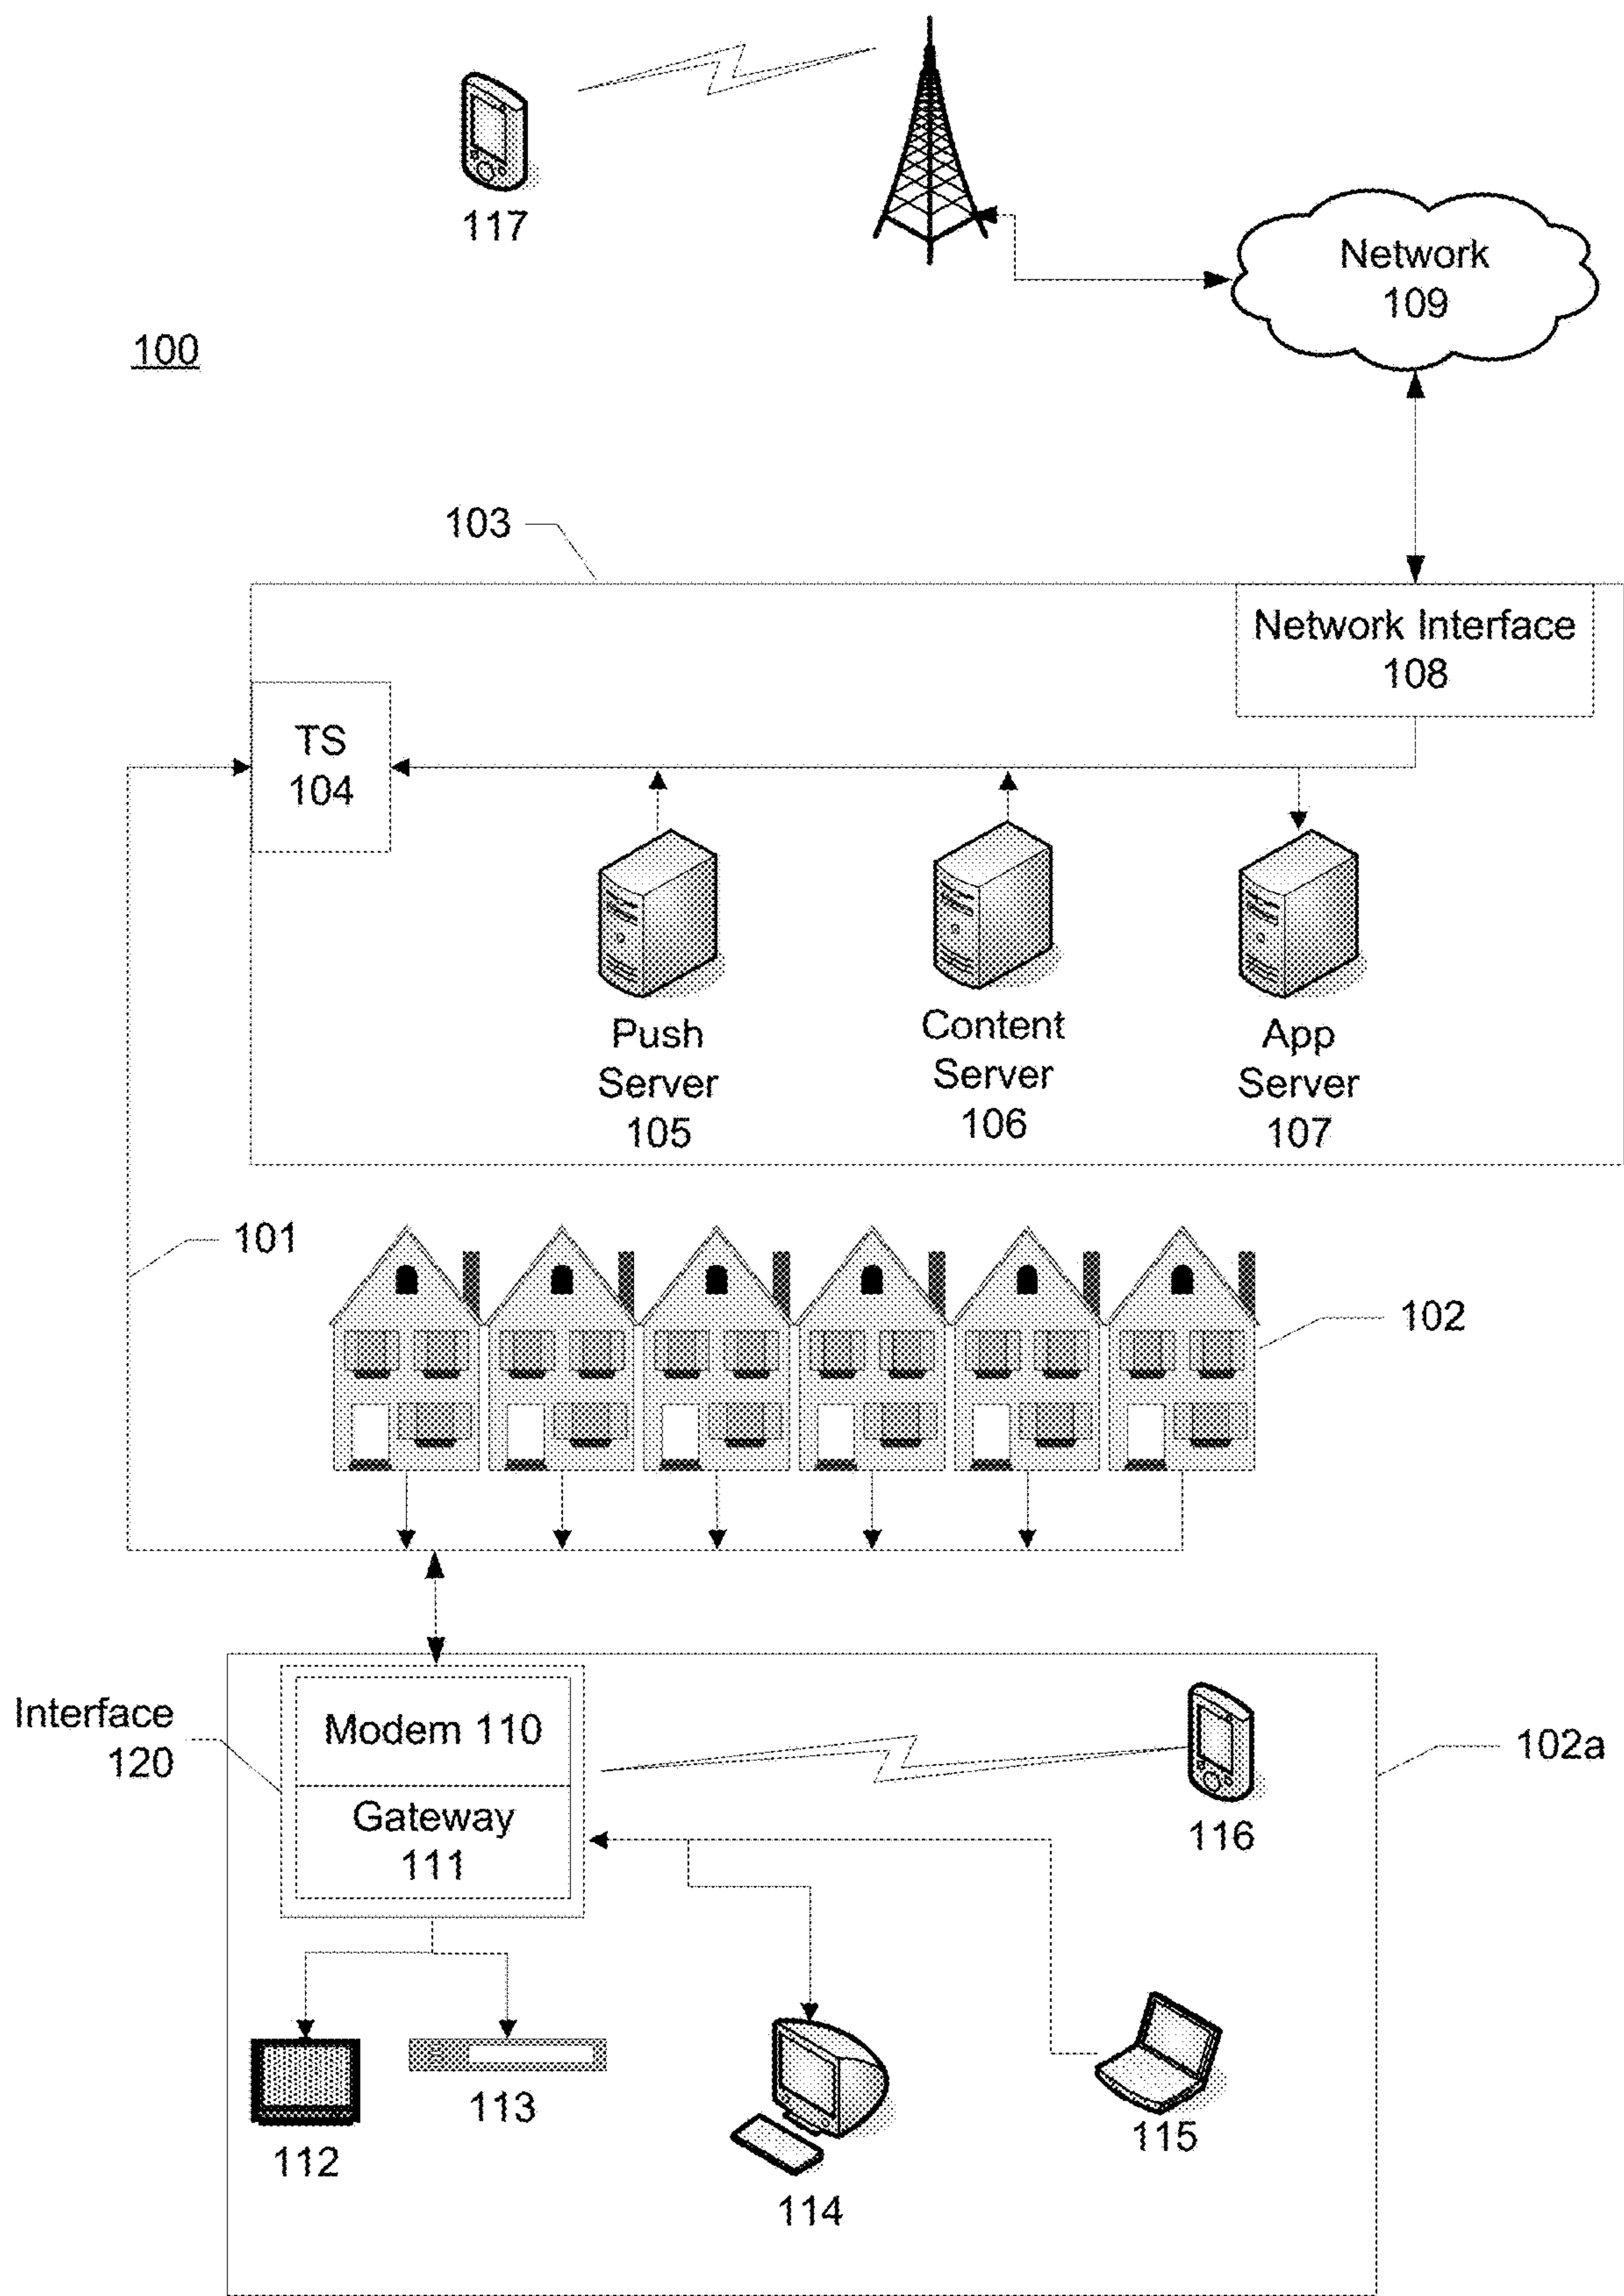 117
Network
109
100
103
Network Interface
108
TS
104
Push
Server
105
Content
Server
106
App
Server
107
101
102
Interface
120
Modem 110
Gateway
111
102a
116
112
113
114
115